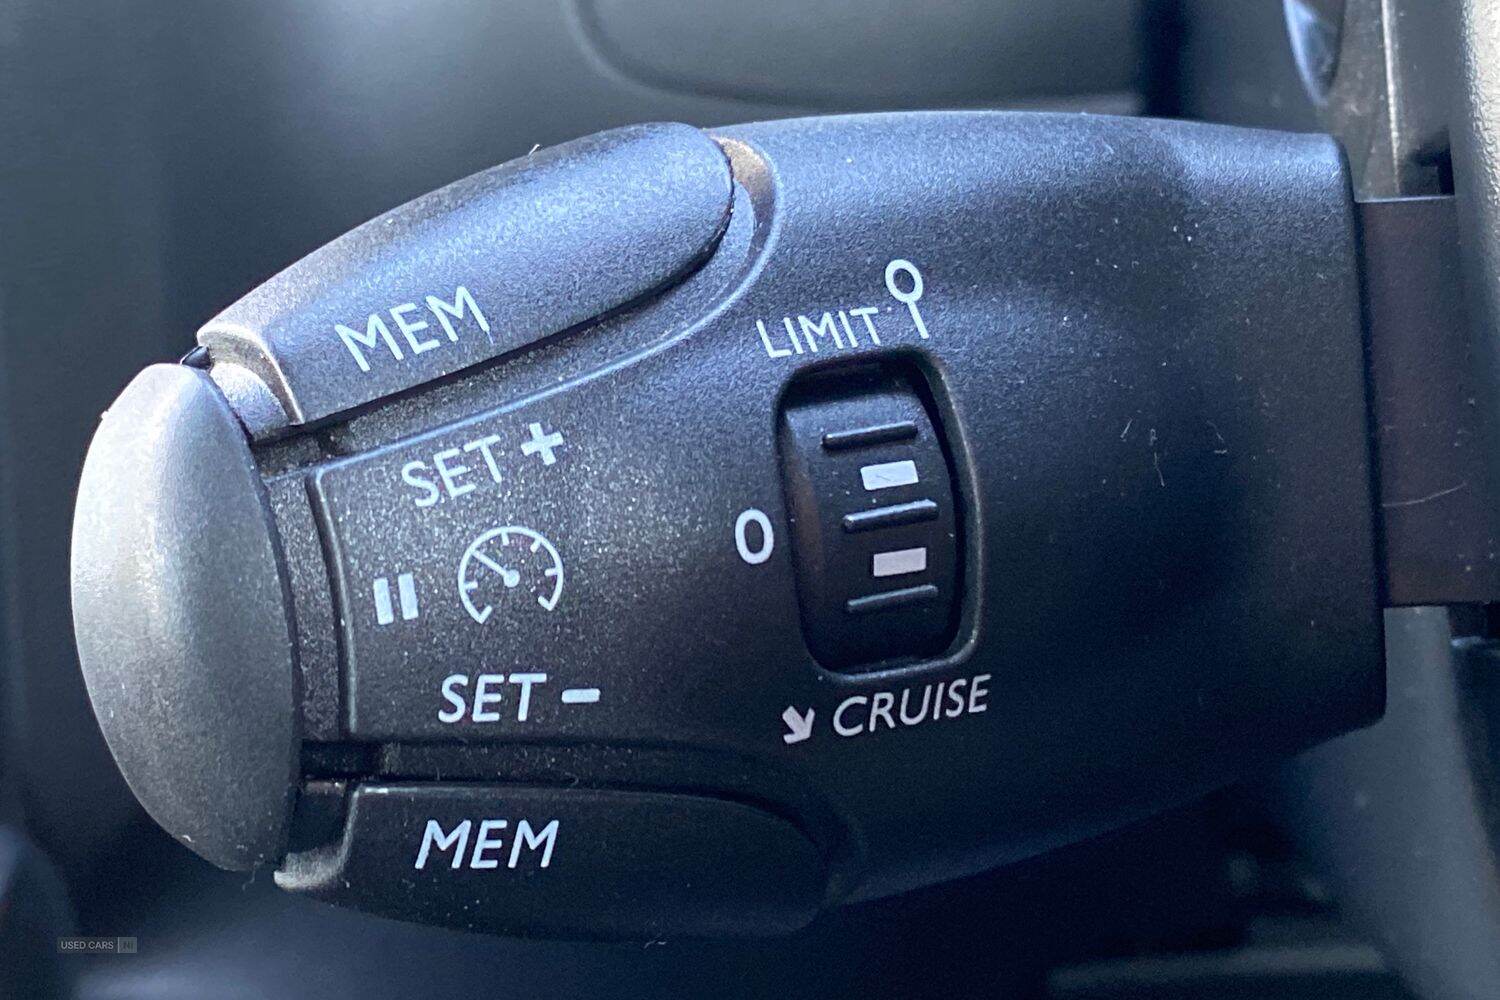 MEM
LIMIT
SET +
0
SET -
CRUISE
MEM
USED CARS NI